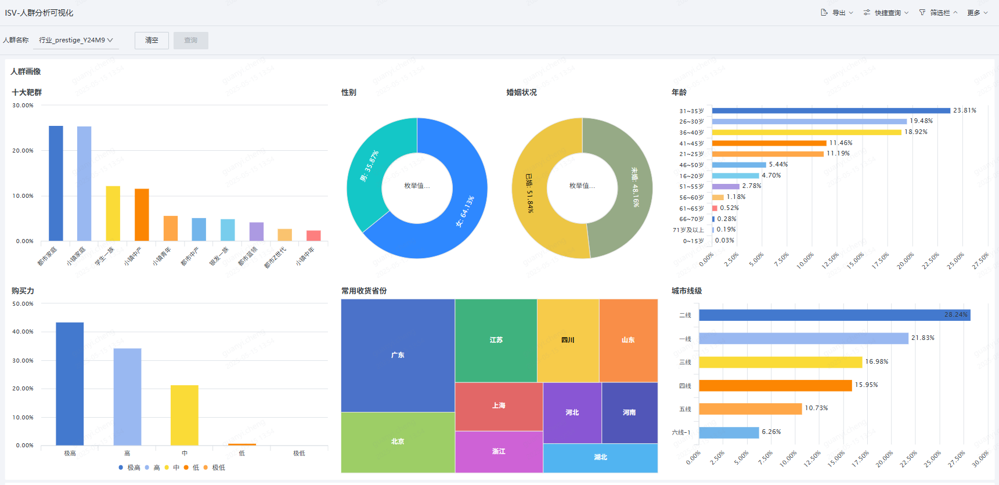 ISV-人群分析可视化
导出 快捷查询 筛选栏 更多
人群名称 行业_prestige_Y24M9 清空 查询
人群画像
十大靶群
30.00%
20.00%
10.00%
0.00%
都市家庭 小镇家庭 学生一族 小镇中产 小镇青年 都市中产 银发一族 都市蓝领 都市Z世代 小镇中年
性别
男: 35.87%
枚举值...
女: 64.13%
婚姻状况
已婚: 51.84%
枚举值...
未婚: 48.16%
年龄
31~35岁 23.81%
26~30岁 19.48%
36~40岁 18.92%
41~45岁 11.46%
21~25岁 11.19%
46~50岁 5.44%
16~20岁 4.70%
51~55岁 2.78%
56~60岁 1.18%
61~65岁 0.52%
66~70岁 0.28%
71岁及以上 0.19%
0~15岁 0.03%
0.00% 2.50% 5.00% 7.50% 10.00% 12.50% 15.00% 17.50% 20.00% 22.50% 25.00% 27.50%
购买力
50.00%
40.00%
30.00%
20.00%
10.00%
0.00%
极高 高 中 低 极低
极高 高 中 低 极低
常用收货省份
广东
北京
江苏
四川
山东
上海
浙江
河北
河南
湖北
城市线级
二线 28.24%
一线 21.83%
三线 16.98%
四线 15.95%
五线 10.73%
六线-1 6.26%
0.00% 2.50% 5.00% 7.50% 10.00% 12.50% 15.00% 17.50% 20.00% 22.50% 25.00% 27.50% 30.00%
guanyi.cheng
2025-05-15 13:54